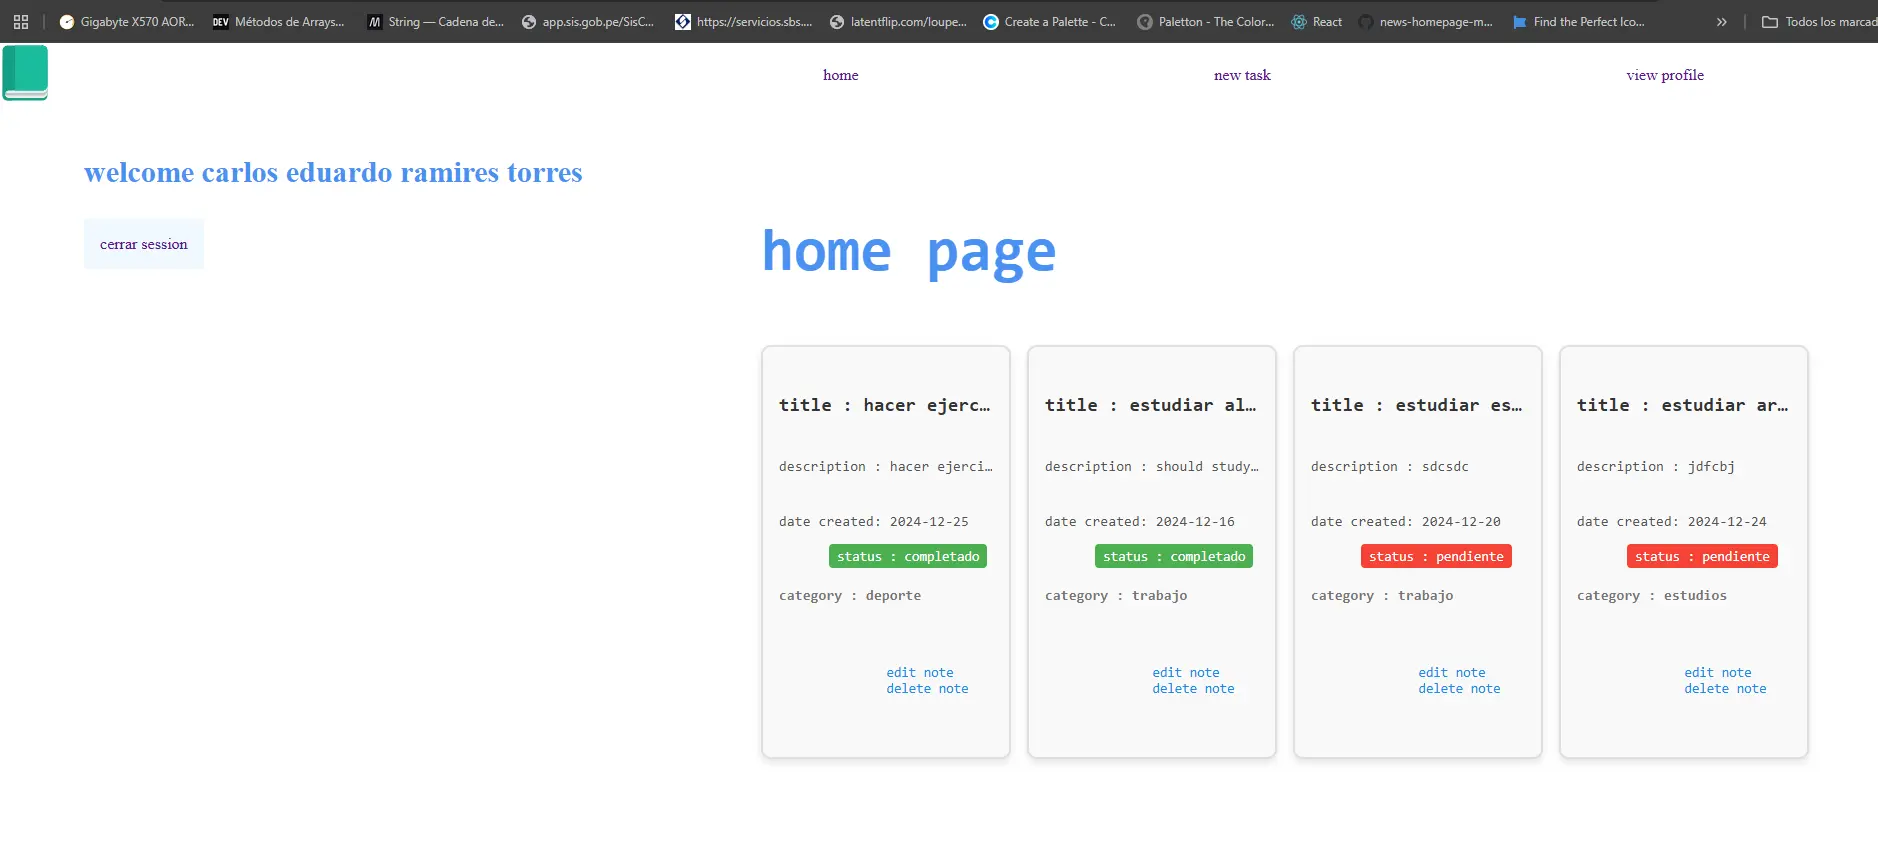 Gigabyte X570 AOR... DEV Métodos de Arrays... M String — Cadena de... app.sis.gob.pe/SisC... https://servicios.sbs.... latentflip.com/loupe... C Create a Palette - C... Paletton - The Color... React news-homepage-m... Find the Perfect Ico... » Todos los marcad
home new task view profile
welcome carlos eduardo ramires torres
cerrar session
home page
title : hacer ejerc…
description : hacer ejerci…
date created: 2024-12-25
status : completado
category : deporte
edit note
delete note
title : estudiar al…
description : should study…
date created: 2024-12-16
status : completado
category : trabajo
edit note
delete note
title : estudiar es…
description : sdcsdc
date created: 2024-12-20
status : pendiente
category : trabajo
edit note
delete note
title : estudiar ar…
description : jdfcbj
date created: 2024-12-24
status : pendiente
category : estudios
edit note
delete note